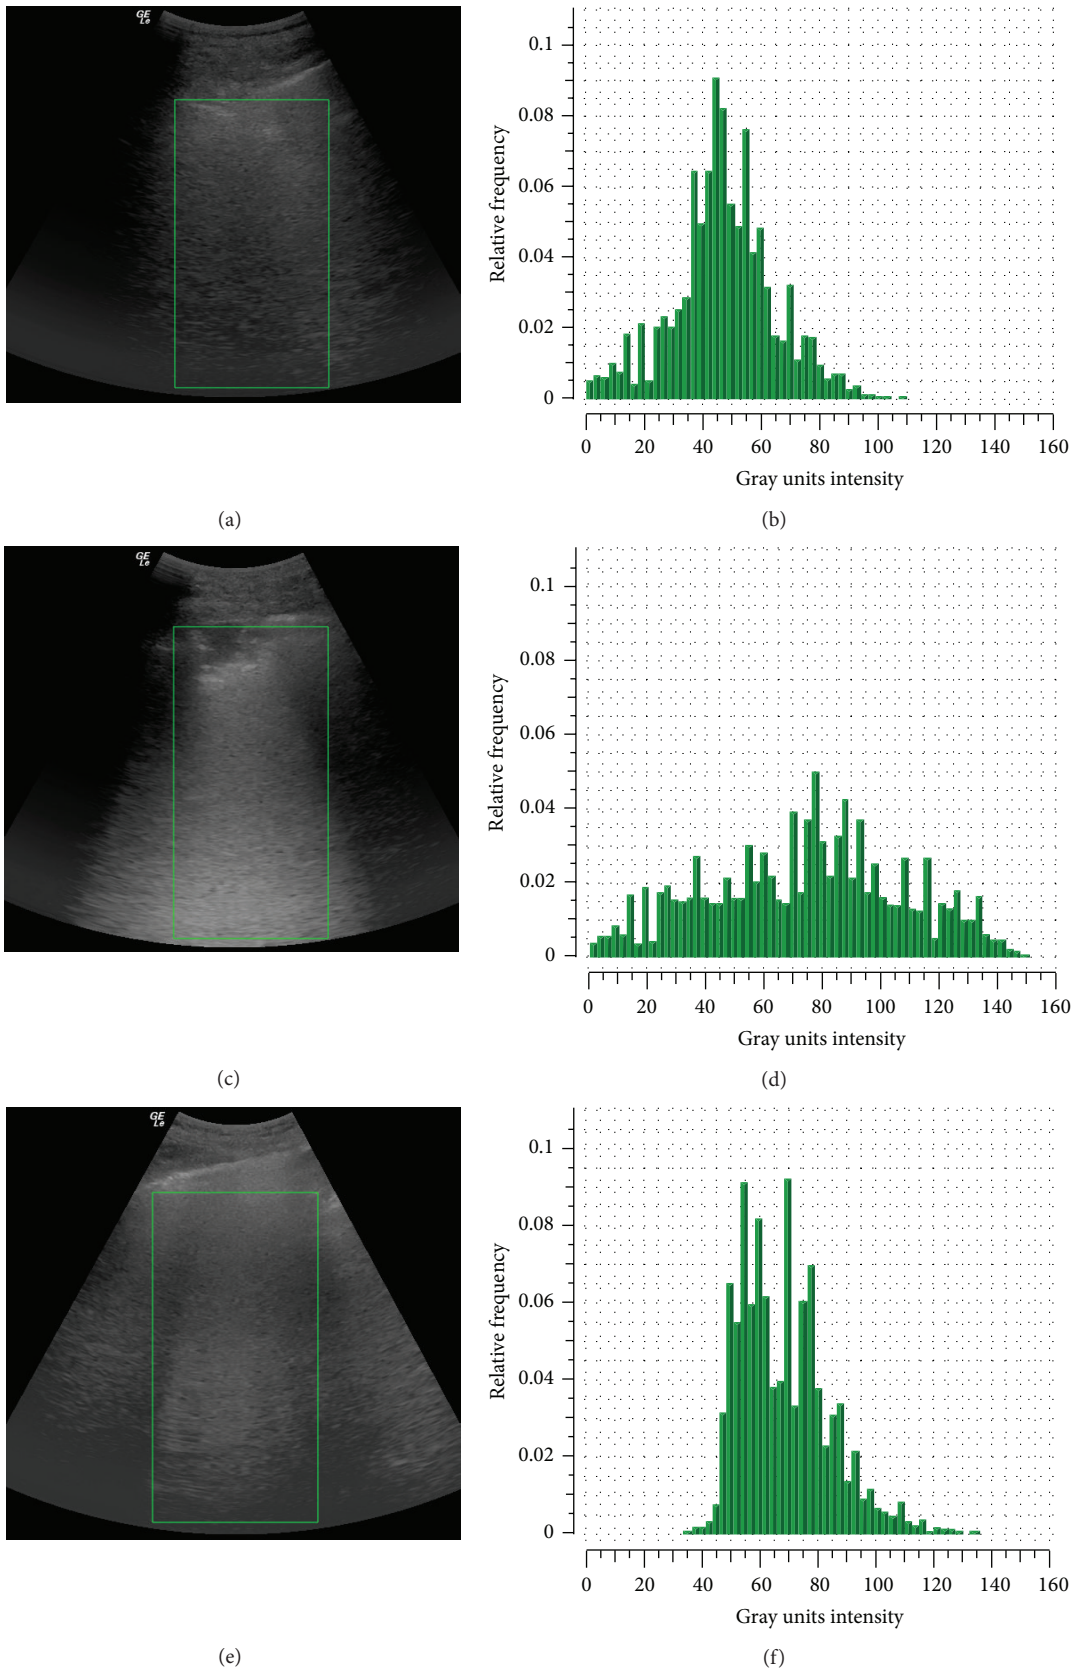 GE
Le
0.1
0.08
0.06
0.04
0.02
0
Relative frequency
0 20 40 60 80 100 120 140 160
Gray units intensity
(a)
(b)
GE
Le
0.1
0.08
0.06
0.04
0.02
0
Relative frequency
0 20 40 60 80 100 120 140 160
Gray units intensity
(c)
(d)
GE
Le
0.1
0.08
0.06
0.04
0.02
0
Relative frequency
0 20 40 60 80 100 120 140 160
Gray units intensity
(e)
(f)